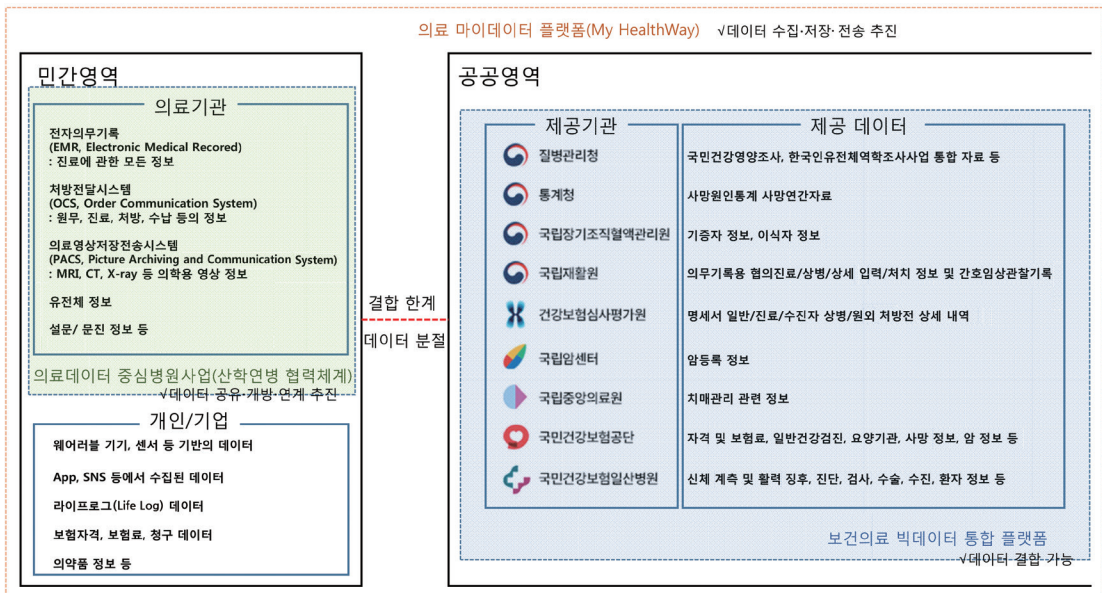 의료 마이데이터 플랫폼(My HealthWay) √데이터 수집·저장·전송 추진
민간영역
의료기관
전자의무기록
(EMR, Electronic Medical Recored)
: 진료에 관한 모든 정보
처방전달시스템
(OCS, Order Communication System)
: 원무, 진료, 처방, 수납 등의 정보
의료영상저장전송시스템
(PACS, Picture Archiving and Communication System)
: MRI, CT, X-ray 등 의학용 영상 정보
유전체 정보
설문/ 문진 정보 등
의료데이터 중심병원사업(산학연병 협력체계)
√데이터 공유·개방·연계 추진
개인/기업
웨어러블 기기, 센서 등 기반의 데이터
App, SNS 등에서 수집된 데이터
라이프로그(Life Log) 데이터
보험자격, 보험료, 청구 데이터
의약품 정보 등
결합 한계
데이터 분절
공공영역
제공기관 제공 데이터
질병관리청 국민건강영양조사, 한국인유전체역학조사사업 통합 자료 등
통계청 사망원인통계 사망연간자료
국립장기조직혈액관리원 기증자 정보, 이식자 정보
국립재활원 의무기록용 협의진료/상병/상세 입력/처치 정보 및 간호임상관찰기록
건강보험심사평가원 명세서 일반/진료/수진자 상병/원외 처방전 상세 내역
국립암센터 암등록 정보
국립중앙의료원 치매관리 관련 정보
국민건강보험공단 자격 및 보험료, 일반건강검진, 요양기관, 사망 정보, 암 정보 등
국민건강보험일산병원 신체 계측 및 활력 징후, 진단, 검사, 수술, 수진, 환자 정보 등
보건의료 빅데이터 통합 플랫폼
√데이터 결합 가능